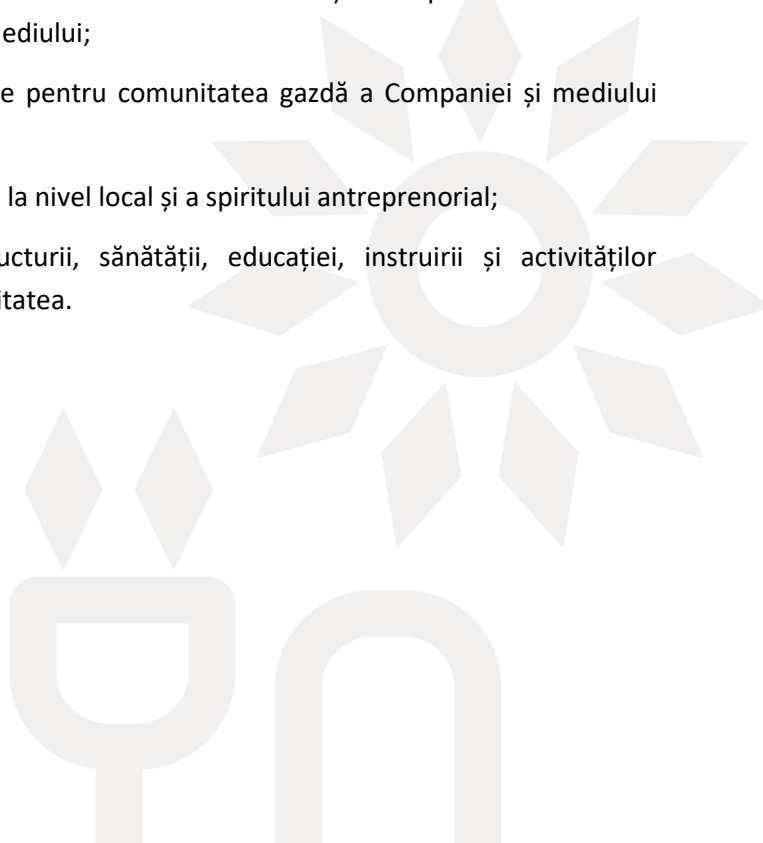 ediului;
e pentru comunitatea gazdă a Companiei și mediului
la nivel local și a spiritului antreprenorial;
ucturii, sănătății, educației, instruirii și activităților
itatea.